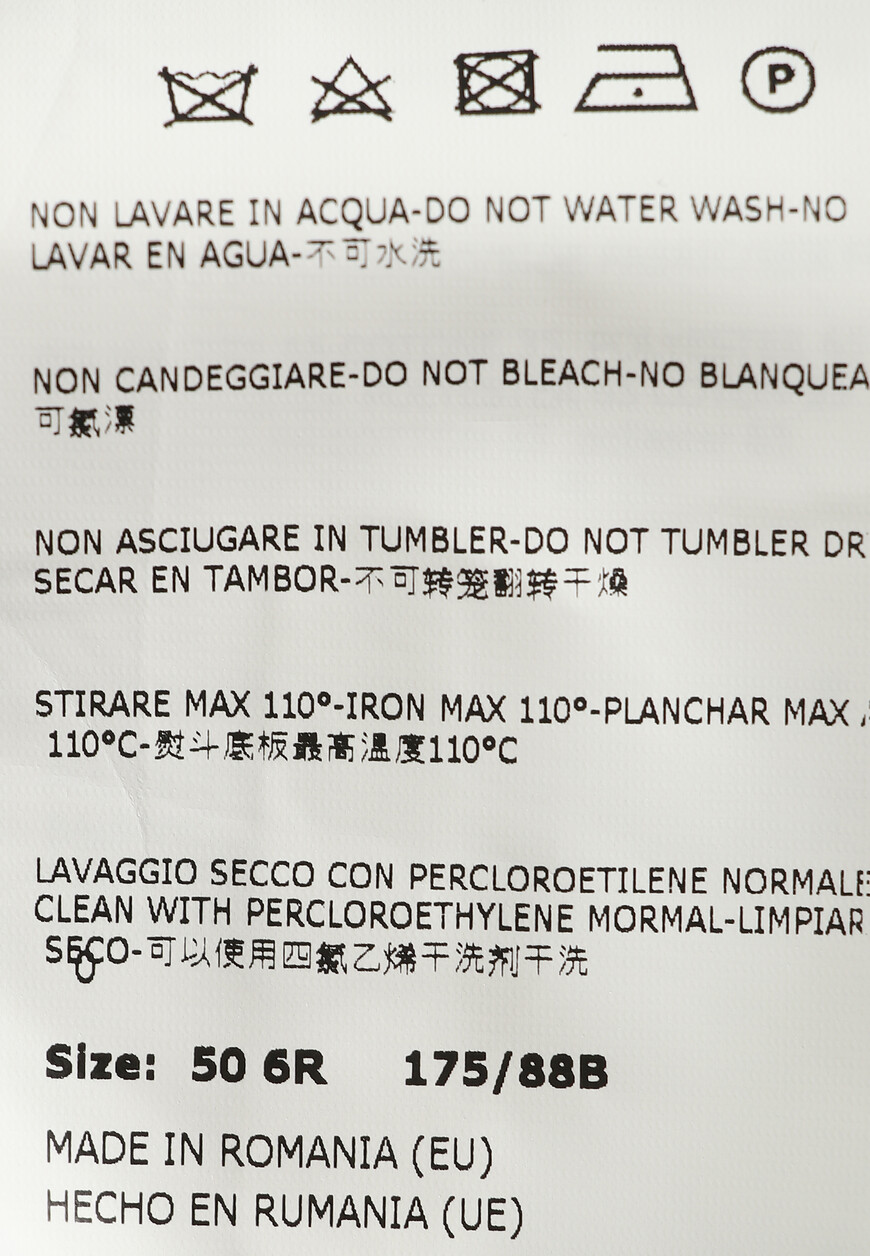 P
NON LAVARE IN ACQUA-DO NOT WATER WASH-NO
LAVAR EN AGUA-不可水洗
NON CANDEGGIARE-DO NOT BLEACH-NO BLANQUEA
可氯漂
NON ASCIUGARE IN TUMBLER-DO NOT TUMBLER DR
SECAR EN TAMBOR-不可转笼翻转干燥
STIRARE MAX 110°-IRON MAX 110°-PLANCHAR MAX
110°C-熨斗底板最高温度110°C
LAVAGGIO SECCO CON PERCLOROETILENE NORMALE
CLEAN WITH PERCLOROETHYLENE MORMAL-LIMPIAR
SECO-可以使用四氯乙烯干洗剂干洗
Size: 50 6R 175/88B
MADE IN ROMANIA (EU)
HECHO EN RUMANIA (UE)